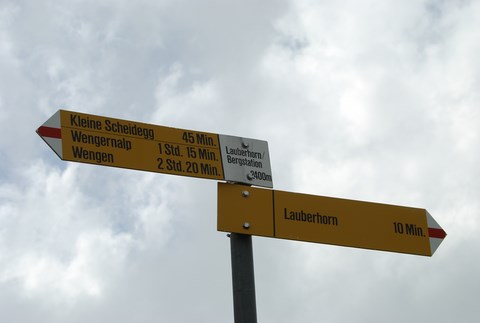 Kleine Scheidegg 45 Min.
Wengernalp 1 Std. 15 Min.
Wengen 2 Std. 20 Min.
Lauberhorn/
Bergstation
2400m
Lauberhorn 10 Min.